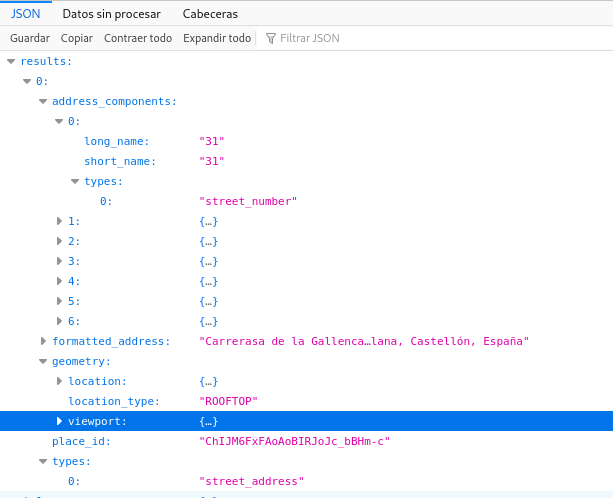 JSON Datos sin procesar Cabeceras
Guardar Copiar Contraer todo Expandir todo Filtrar JSON
results:
0:
address_components:
0:
long_name: "31"
short_name: "31"
types:
0: "street_number"
1: {…}
2: {…}
3: {…}
4: {…}
5: {…}
6: {…}
formatted_address: "Carrerasa de la Gallenca…lana, Castellón, España"
geometry:
location: {…}
location_type: "ROOFTOP"
viewport: {…}
place_id: "ChIJM6FxFAoAoBIRJoJc_bBHm-c"
types:
0: "street_address"